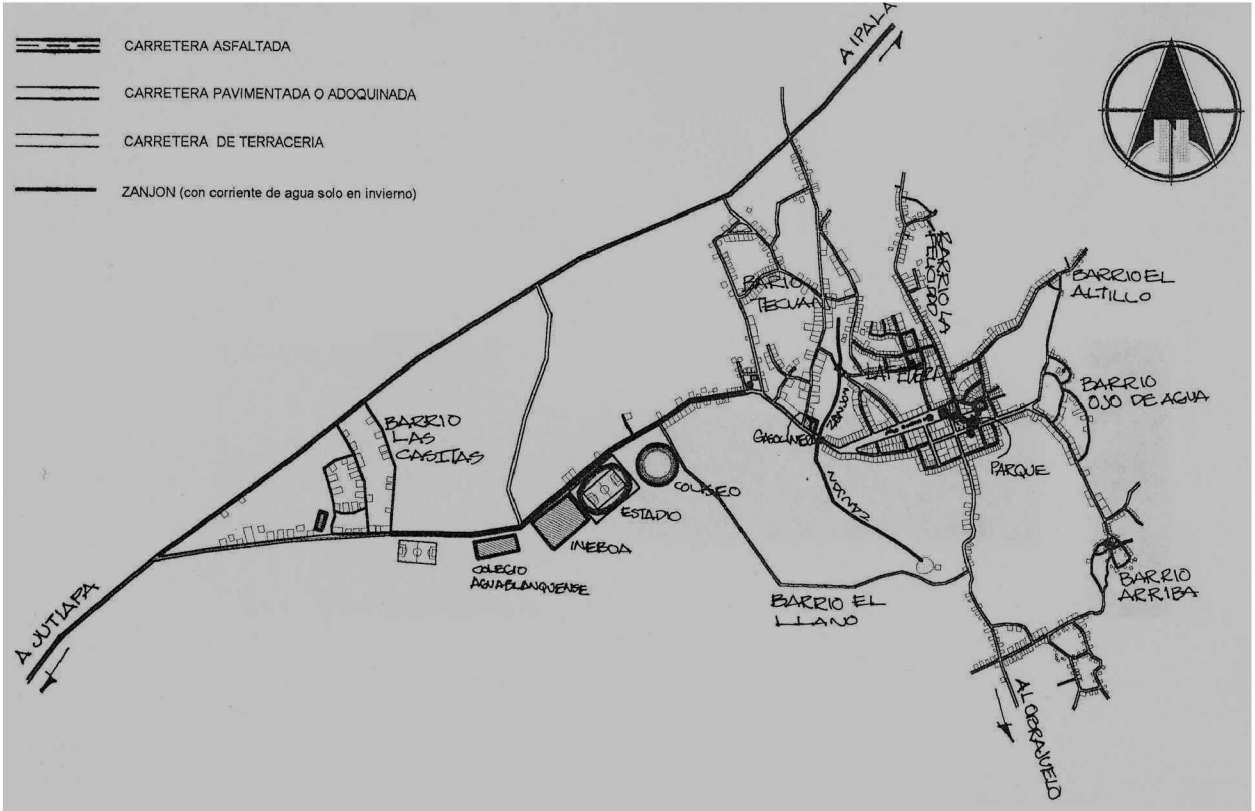 CARRETERA ASFALTADA
CARRETERA PAVIMENTADA O ADOQUINADA
CARRETERA DE TERRACERIA
ZANJON (con corriente de agua solo en invierno)
A IPALA
BARRIO LA
BARIO
TECUAN
BARRIO EL
ALTILLO
BARRIO
OJO DE AGUA
BARRIO
LAS
CASITAS
GASOLINERA
ZANJON
PARQUE
COLISEO
ZANJON
ESTADIO
INEBOA
COLEGIO
AGUABLANQUENSE
BARRIO EL
LLANO
BARRIO
ARRIBA
A JUTIAPA
AL OBRAJUELO